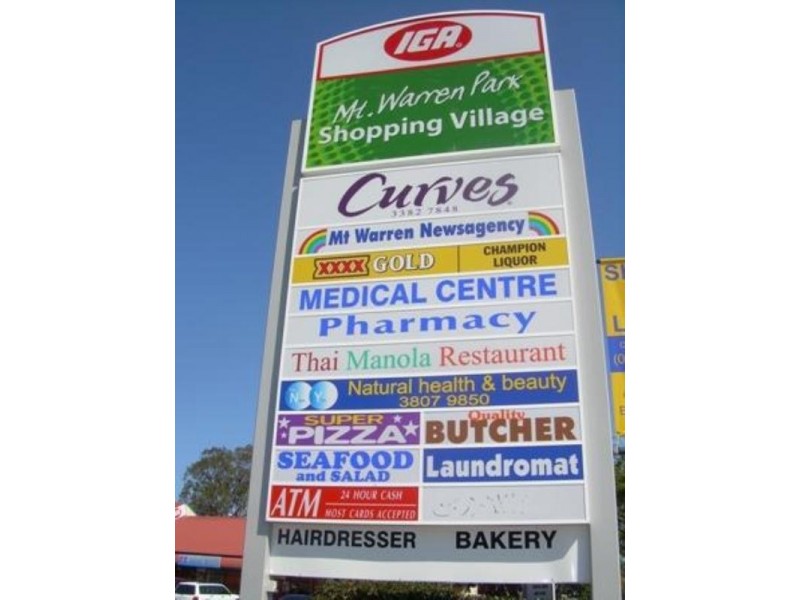 IGA
Mt. Warren Park
Shopping Village
Curves
3382 7848
Mt Warren Newsagency
XXXX GOLD
CHAMPION
LIQUOR
MEDICAL CENTRE
Pharmacy
Thai Manola Restaurant
N Y Natural health & beauty
3807 9850
SUPER
PIZZA
Quality
BUTCHER
SEAFOOD
and SALAD
Laundromat
ATM
24 HOUR CASH
MOST CARDS ACCEPTED
HAIRDRESSER
BAKERY